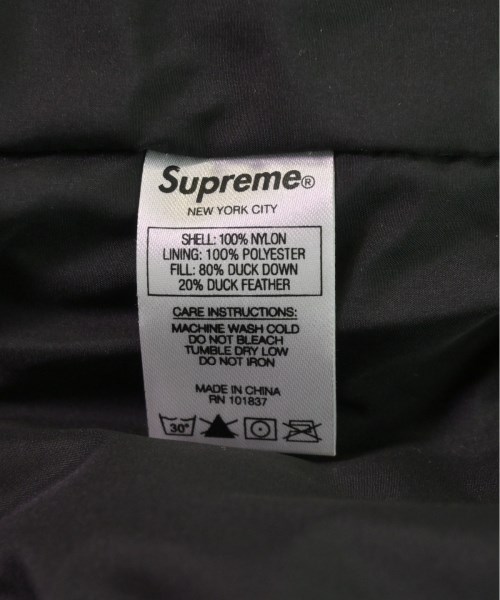 Supreme®
NEW YORK CITY
SHELL: 100% NYLON
LINING: 100% POLYESTER
FILL: 80% DUCK DOWN
20% DUCK FEATHER
CARE INSTRUCTIONS:
MACHINE WASH COLD
DO NOT BLEACH
TUMBLE DRY LOW
DO NOT IRON
MADE IN CHINA
RN 101837
30°